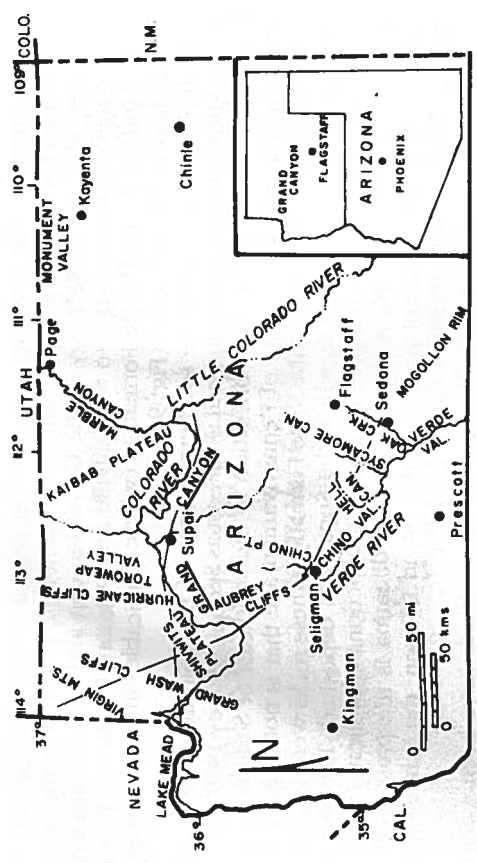 114°
113°
112°
111°
110°
109°
UTAH
COLO.
N.M.
NEVADA
37°
36°
35°
CAL.
LAKE MEAD
VIRGIN MTS.
GRAND
WASH
CLIFFS
SHIVWITS
PLATEAU
HURRICANE CLIFFS
TOROWEAP
VALLEY
KAIBAB PLATEAU
MARBLE
CANYON
Page
MONUMENT
VALLEY
Kayenta
Chinle
COLORADO
RIVER
GRAND
CANYON
Supai
LITTLE COLORADO RIVER
ARIZONA
AUBREY
CLIFFS
CHINO PT.
Seligman
CHINO VAL.
VERDE RIVER
HELL
CAN.
SYCAMORE CAN.
OAK CRK.
Flagstaff
Sedana
MOGOLLON RIM
VERDE
VAL.
Prescott
Kingman
N
0 50 mi
0 50 kms
GRAND
CANYON
FLAGSTAFF
ARIZONA
PHOENIX